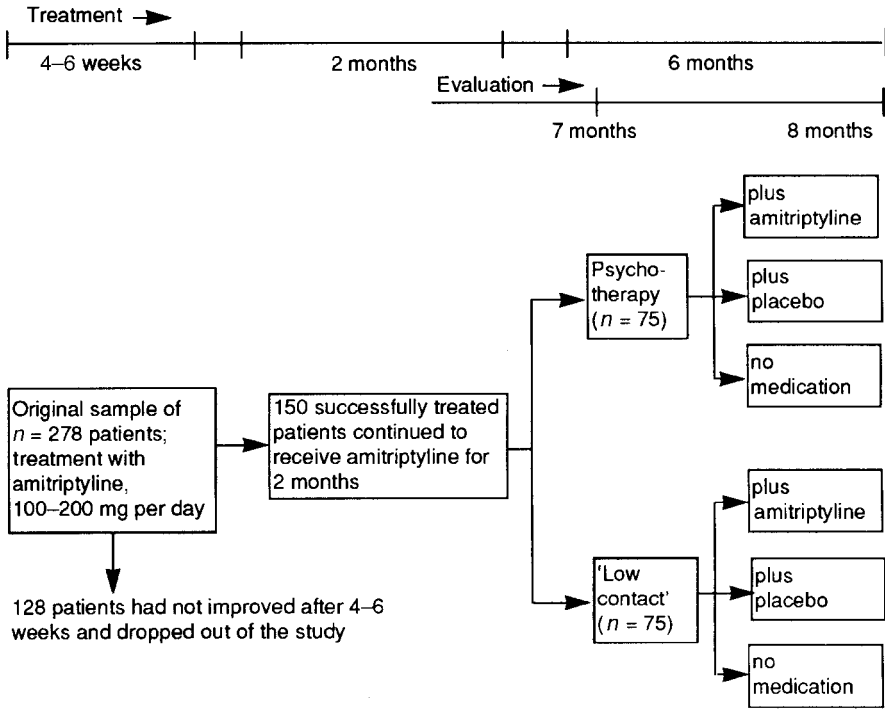 Treatment
4–6 weeks
2 months
6 months
Evaluation
7 months
8 months
Original sample of
n = 278 patients;
treatment with
amitriptyline,
100–200 mg per day
128 patients had not improved after 4–6
weeks and dropped out of the study
150 successfully treated
patients continued to
receive amitriptyline for
2 months
Psycho-
therapy
(n = 75)
plus
amitriptyline
plus
placebo
no
medication
'Low
contact'
(n = 75)
plus
amitriptyline
plus
placebo
no
medication